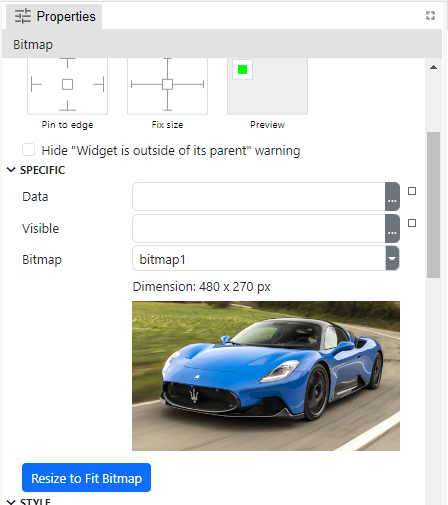 Properties
Bitmap
Pin to edge
Fix size
Preview
Hide "Widget is outside of its parent" warning
SPECIFIC
Data
...
Visible
...
Bitmap
bitmap1
Dimension: 480 x 270 px
Resize to Fit Bitmap
STYLE